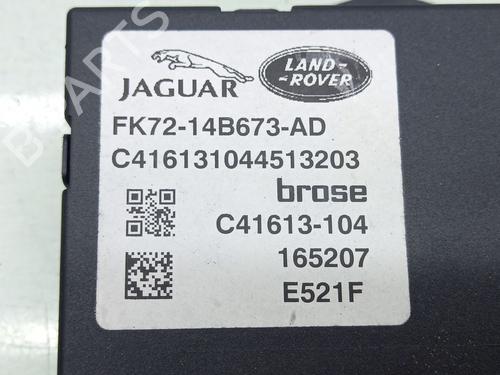 JAGUAR
LAND-
-ROVER
FK72-14B673-AD
C416131044513203
brose
C41613-104
165207
E521F